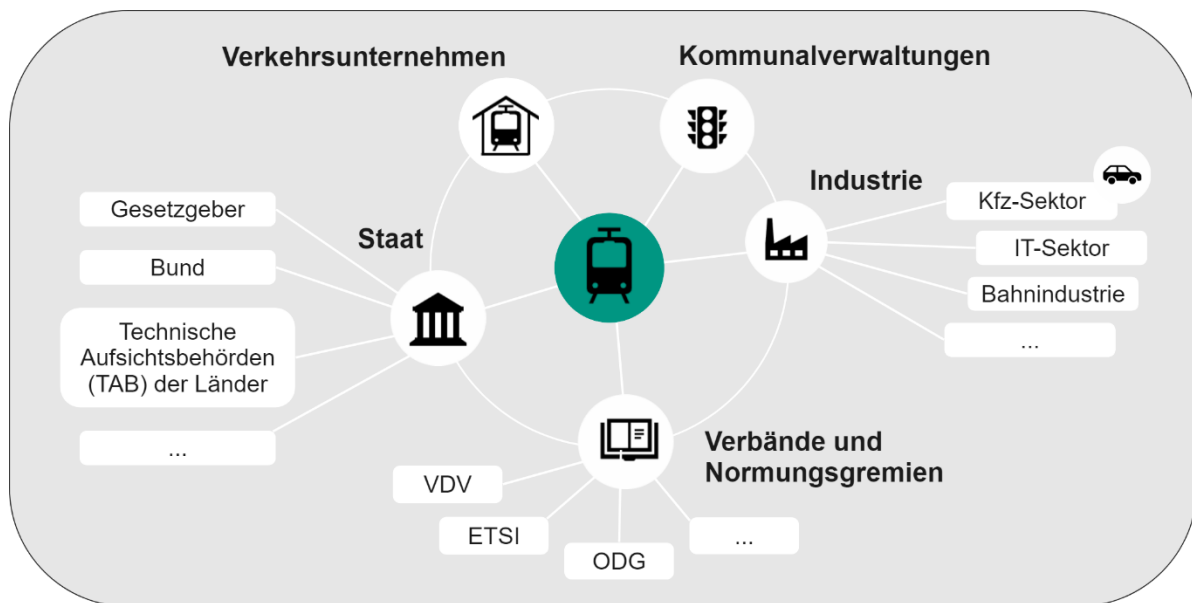 Verkehrsunternehmen
Kommunalverwaltungen
Industrie
Kfz-Sektor
IT-Sektor
Bahnindustrie
...
Staat
Gesetzgeber
Bund
Technische
Aufsichtsbehörden
(TAB) der Länder
...
Verbände und
Normungsgremien
VDV
ETSI
ODG
...